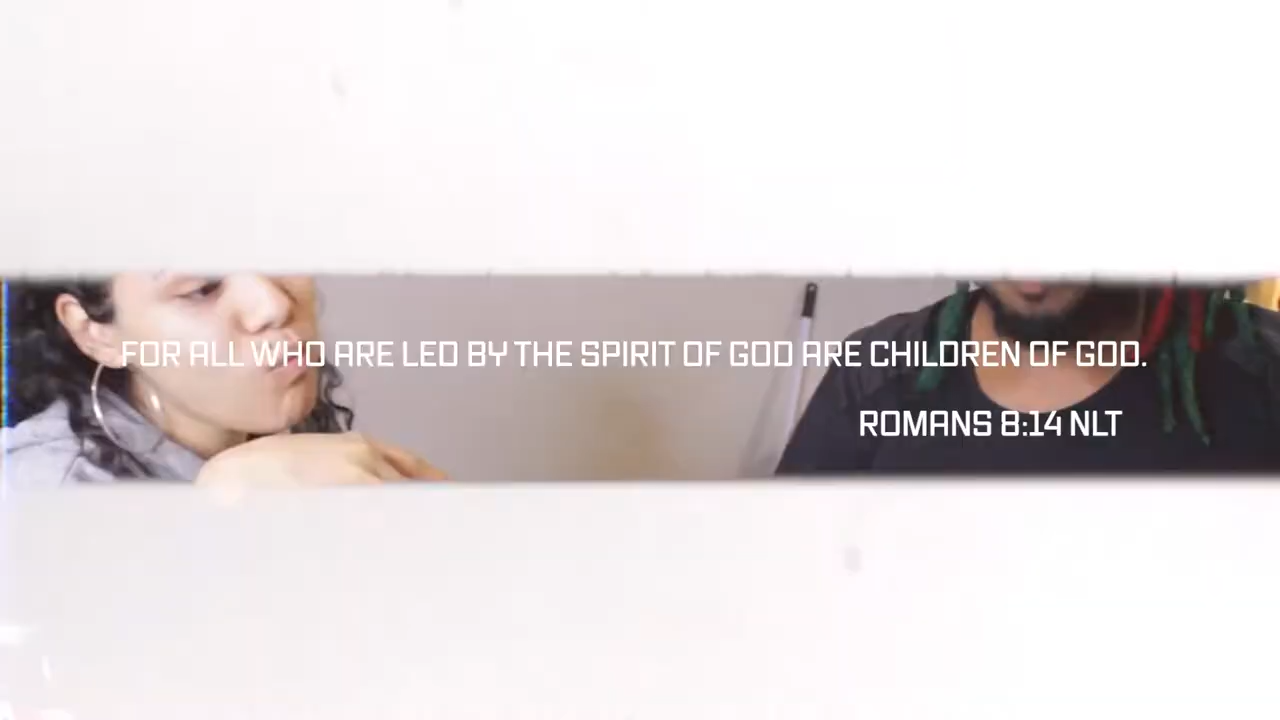 FOR ALL WHO ARE LED BY THE SPIRIT OF GOD ARE CHILDREN OF GOD.
ROMANS 8:14 NLT